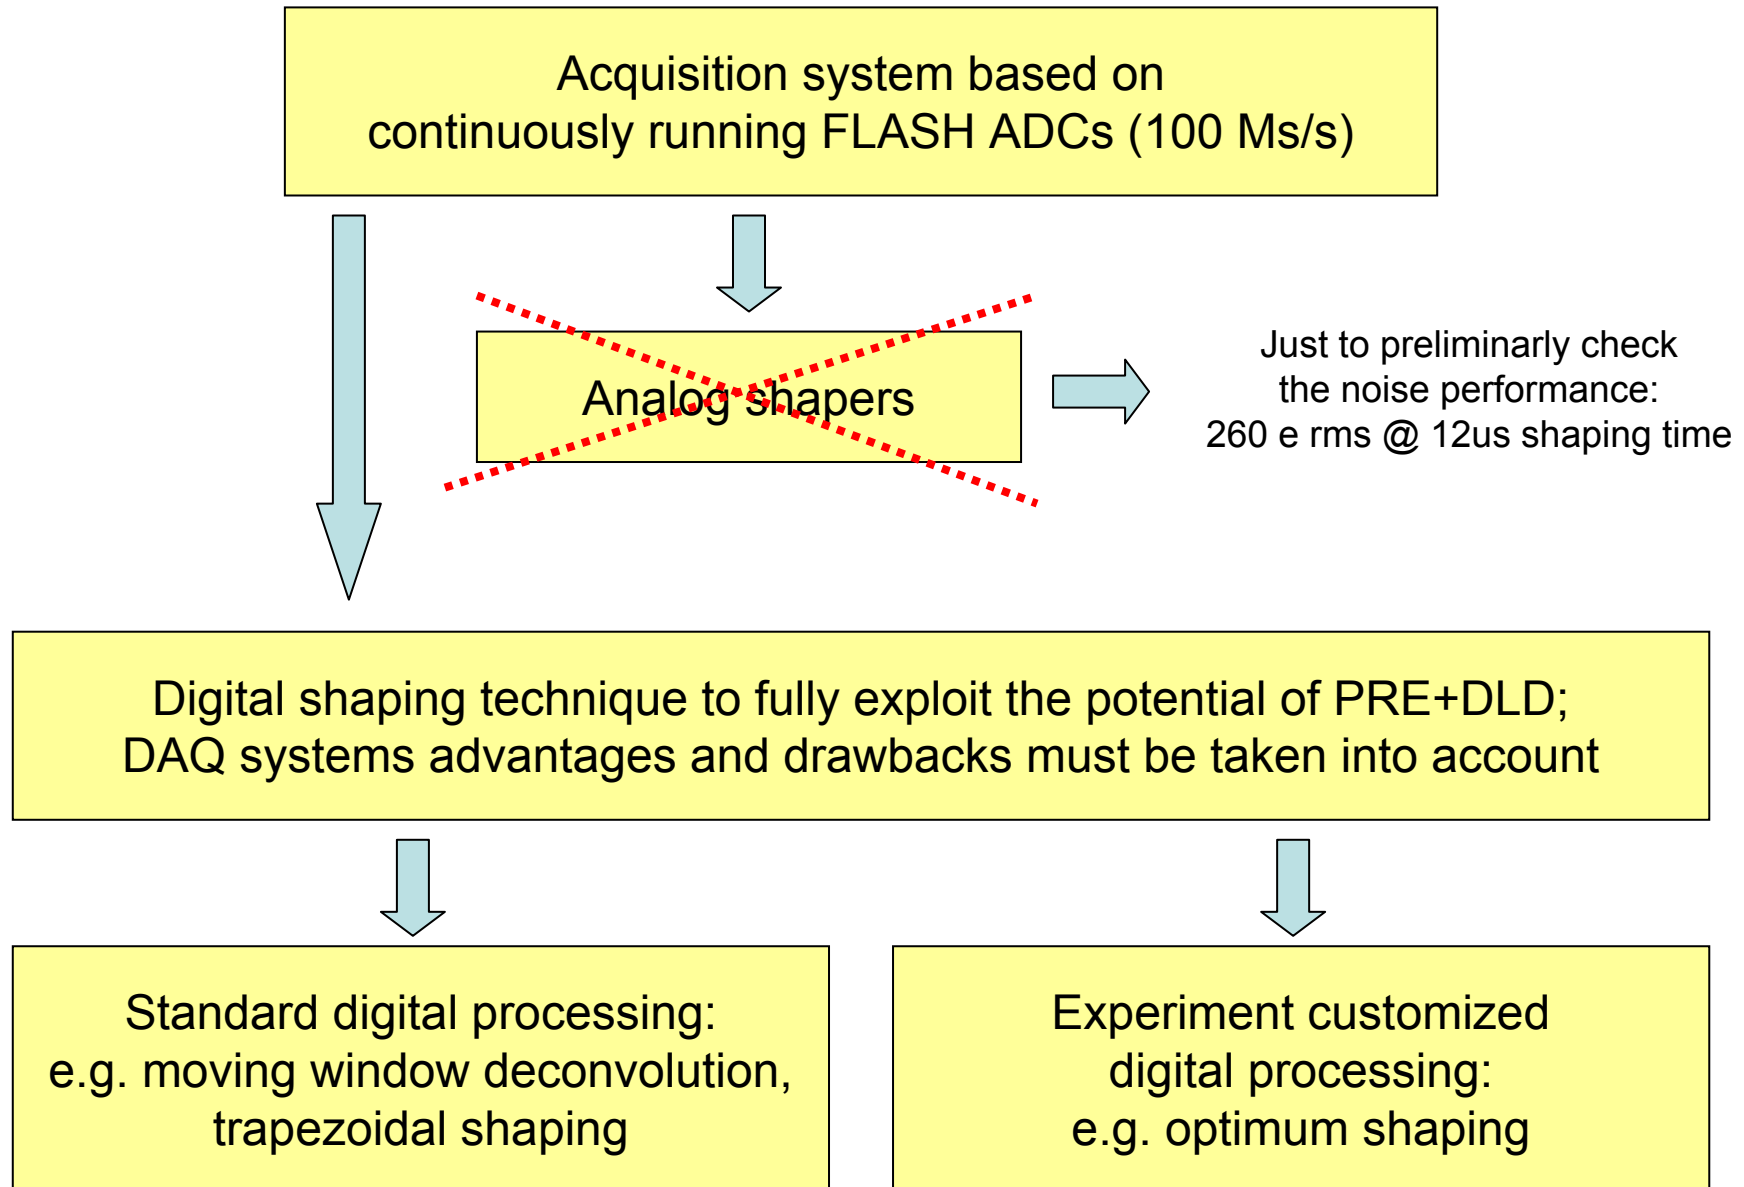 Acquisition system based on
continuously running FLASH ADCs (100 Ms/s)
Analog shapers
Just to preliminarly check
the noise performance:
260 e rms @ 12us shaping time
Digital shaping technique to fully exploit the potential of PRE+DLD;
DAQ systems advantages and drawbacks must be taken into account
Standard digital processing:
e.g. moving window deconvolution,
trapezoidal shaping
Experiment customized
digital processing:
e.g. optimum shaping